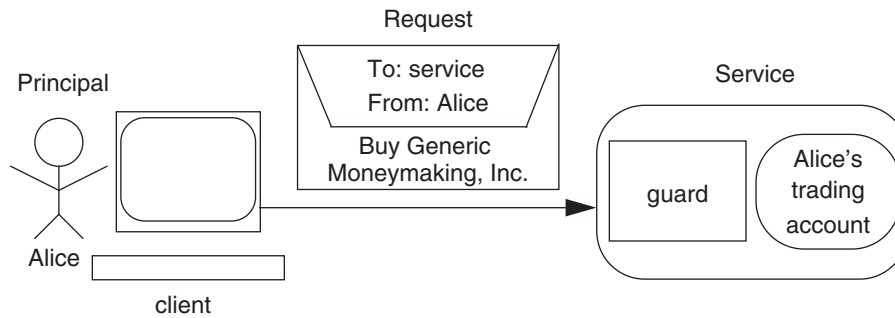 Request
To: service
From: Alice
Buy Generic
Moneymaking, Inc.
Principal
Alice
client
Service
guard
Alice’s
trading
account